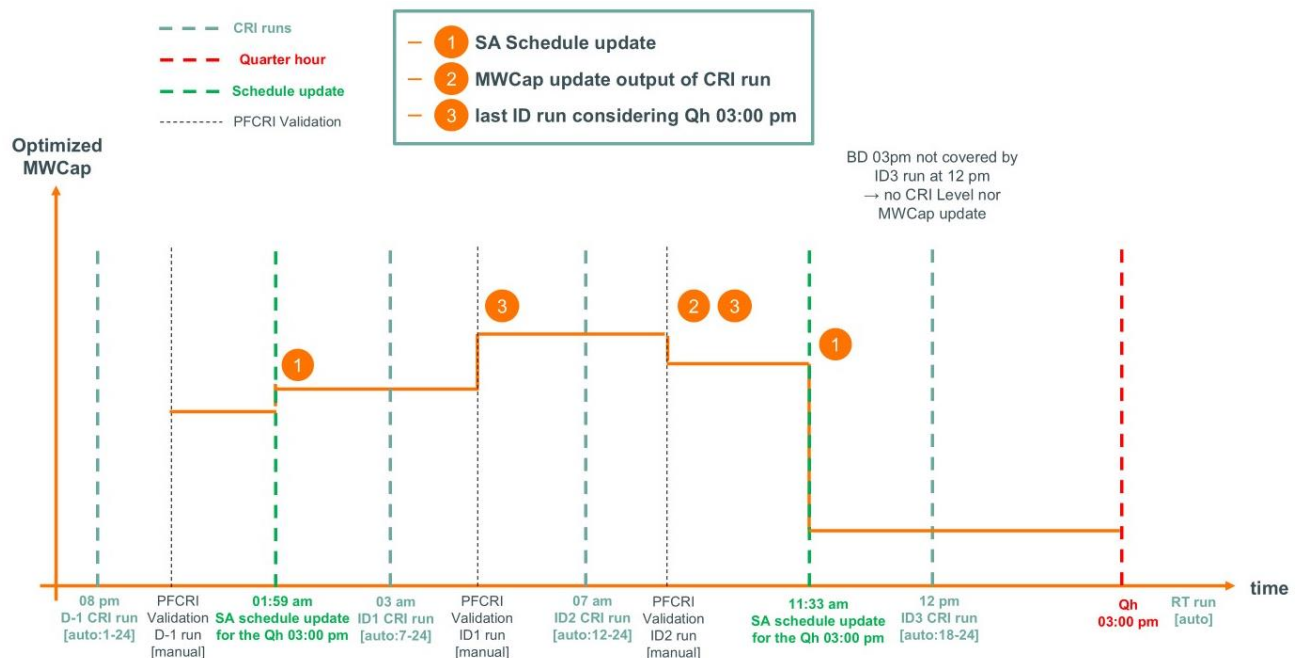 CRI runs
Quarter hour
Schedule update
PFCRI Validation
1 SA Schedule update
2 MWCap update output of CRI run
3 last ID run considering Qh 03:00 pm
Optimized
MWCap
BD 03pm not covered by
ID3 run at 12 pm
→ no CRI Level nor
MWCap update
1
3
2 3
1
time
08 pm
D-1 CRI run
[auto:1-24]
PFCRI
Validation
D-1 run
[manual]
01:59 am
SA schedule update
for the Qh 03:00 pm
03 am
ID1 CRI run
[auto:7-24]
PFCRI
Validation
ID1 run
[manual]
07 am
ID2 CRI run
[auto:12-24]
PFCRI
Validation
ID2 run
[manual]
11:33 am
SA schedule update
for the Qh 03:00 pm
12 pm
ID3 CRI run
[auto:18-24]
Qh
03:00 pm
RT run
[auto]